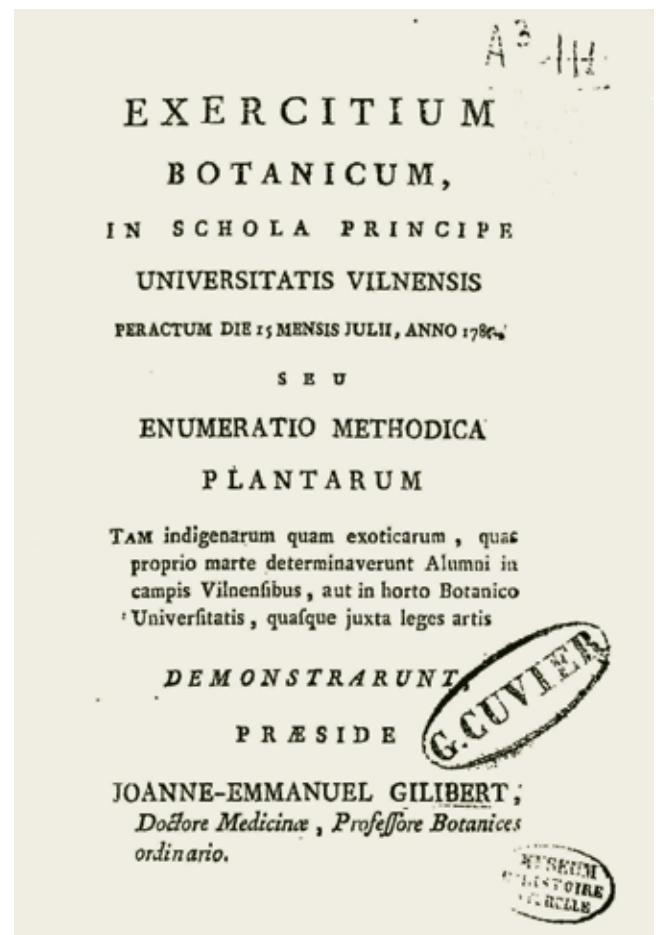 A 3
EXERCITIUM
BOTANICUM,
IN SCHOLA PRINCIPE
UNIVERSITATIS VILNENSIS
PERACTUM DIE 15 MENSIS JULII, ANNO
SEU
ENUMERATIO METHODICA
PLANTARUM
TAM indigenarum quam exoticarum, quas
proprio marte determinaverunt Alumni in
campis Vilnenſibus, aut in horto Botanico
Univerſitatis, quaſque juxta leges artis
DEMONSTRARUNT,
G. CUVIER
PRÆSIDE
JOANNE-EMMANUEL GILIBERT,
Doctore Medicinæ, Profeſſore Botanices
ordinario.
MUSEUM